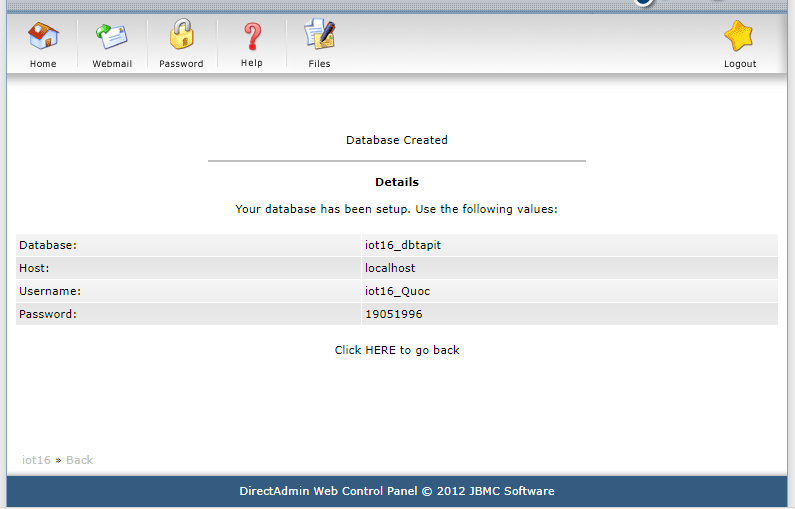 Home Webmail Password Help Files Logout
Database Created
Details
Your database has been setup. Use the following values:
Database: iot16_dbtapit
Host: localhost
Username: iot16_Quoc
Password: 19051996
Click HERE to go back
iot16 » Back
DirectAdmin Web Control Panel © 2012 JBMC Software